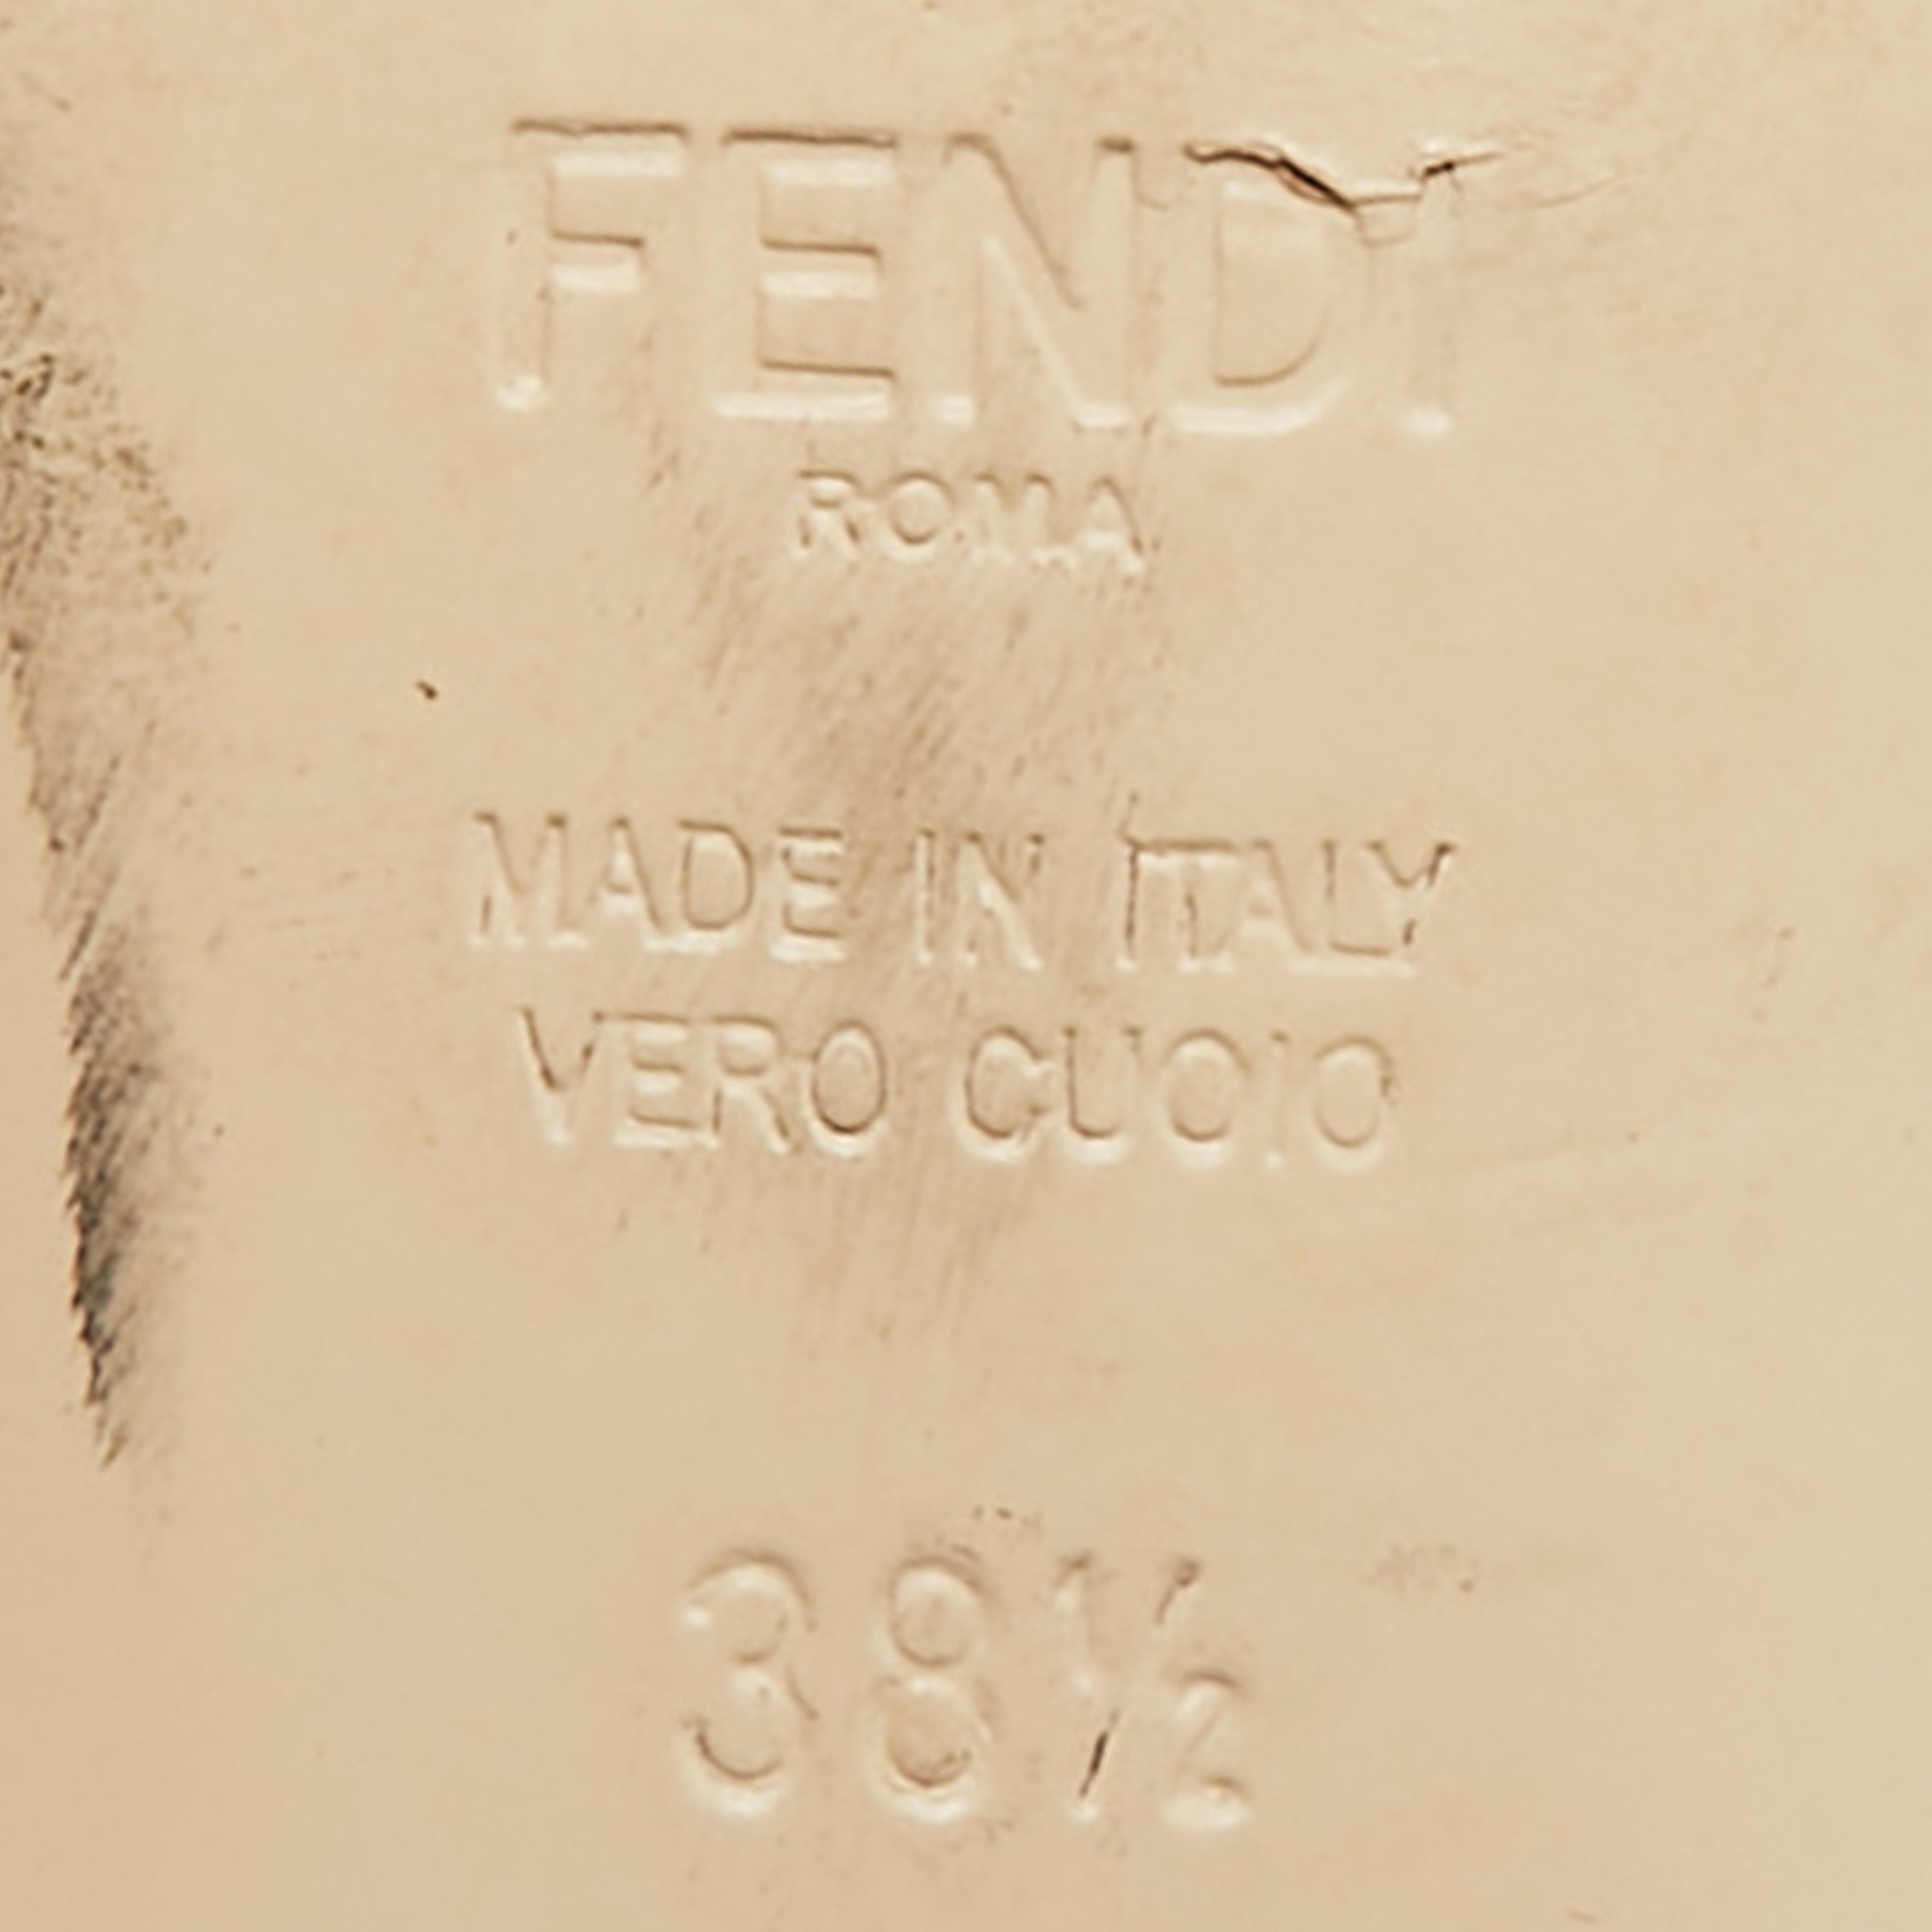 FENDI
ROMA
MADE IN ITALY
VERO CUOIO
38½